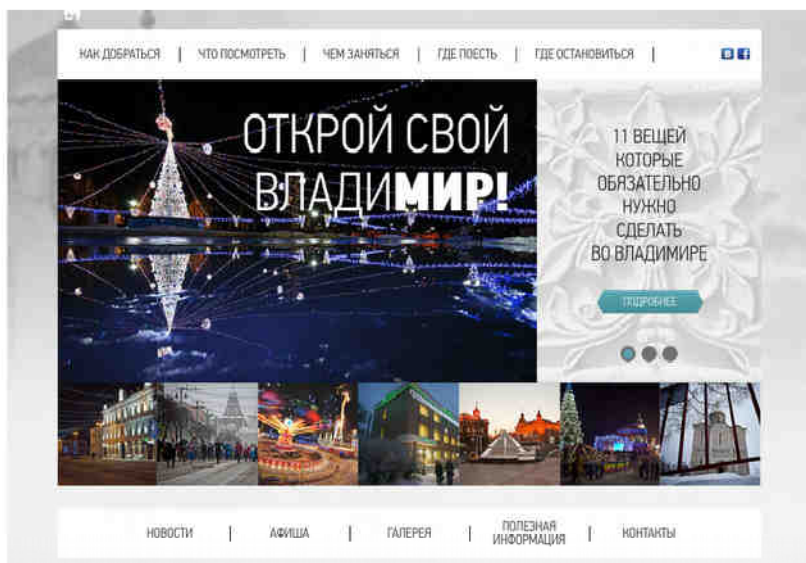 КАК ДОБРАТЬСЯ | ЧТО ПОСМОТРЕТЬ | ЧЕМ ЗАНЯТЬСЯ | ГДЕ ПОЕСТЬ | ГДЕ ОСТАНОВИТЬСЯ |
ОТКРОЙ СВОЙ
ВЛАДИМИР!
11 ВЕЩЕЙ
КОТОРЫЕ
ОБЯЗАТЕЛЬНО
НУЖНО
СДЕЛАТЬ
ВО ВЛАДИМИРЕ
ПОДРОБНЕЕ
НОВОСТИ | АФИША | ГАЛЕРЕЯ | ПОЛЕЗНАЯ
ИНФОРМАЦИЯ | КОНТАКТЫ